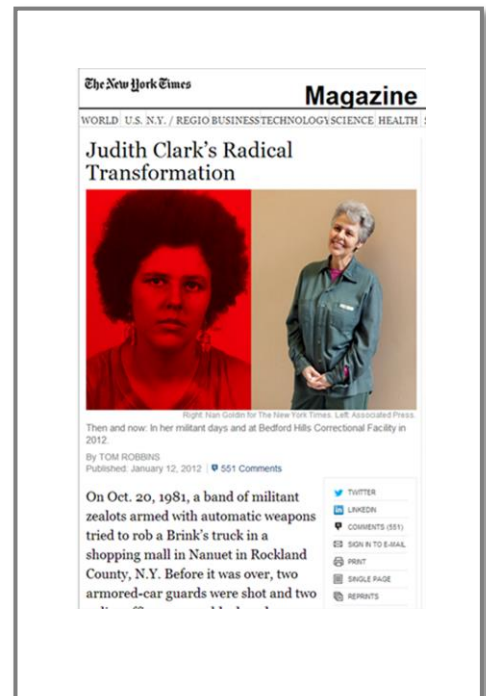 The New York Times
Magazine
WORLD U.S. N.Y. / REGIO BUSINESS TECHNOLOGY SCIENCE HEALTH
Judith Clark's Radical
Transformation
Right: Nan Goldin for The New York Times. Left: Associated Press.
Then and now: In her militant days and at Bedford Hills Correctional Facility in
2012.
By TOM ROBBINS
Published: January 12, 2012 | 551 Comments
On Oct. 20, 1981, a band of militant
zealots armed with automatic weapons
tried to rob a Brink's truck in a
shopping mall in Nanuet in Rockland
County, N.Y. Before it was over, two
armored-car guards were shot and two
TWITTER
LINKEDIN
COMMENTS (551)
SIGN IN TO E-MAIL
PRINT
SINGLE PAGE
REPRINTS